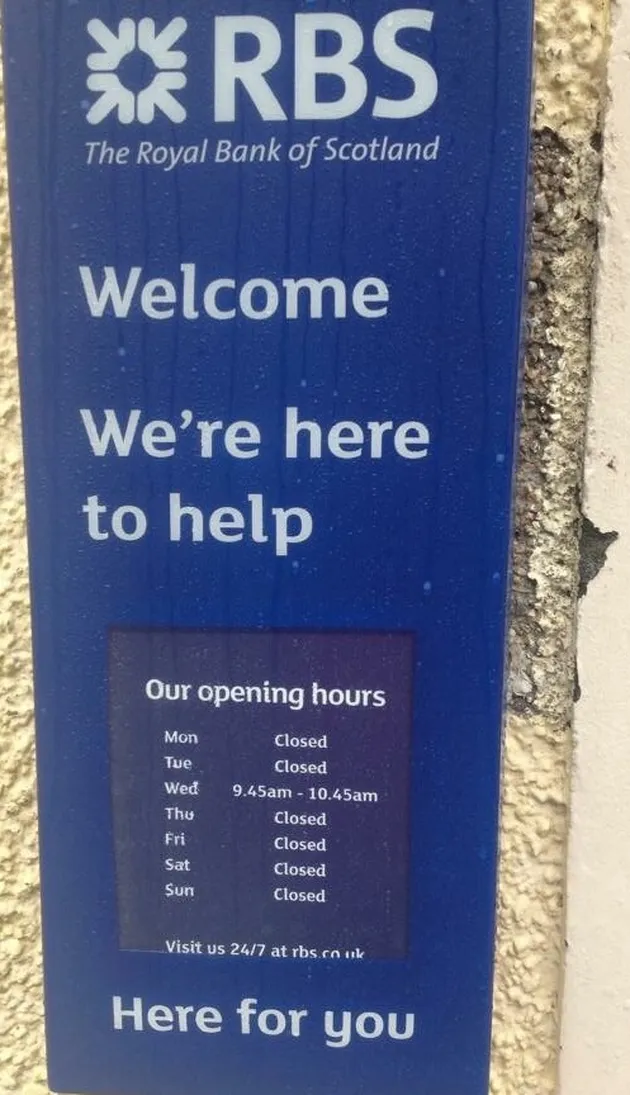 RBS
The Royal Bank of Scotland
Welcome
We're here
to help
Our opening hours
Mon Closed
Tue Closed
Wed 9.45am - 10.45am
Thu Closed
Fri Closed
Sat Closed
Sun Closed
Visit us 24/7 at rbs.co.uk
Here for you